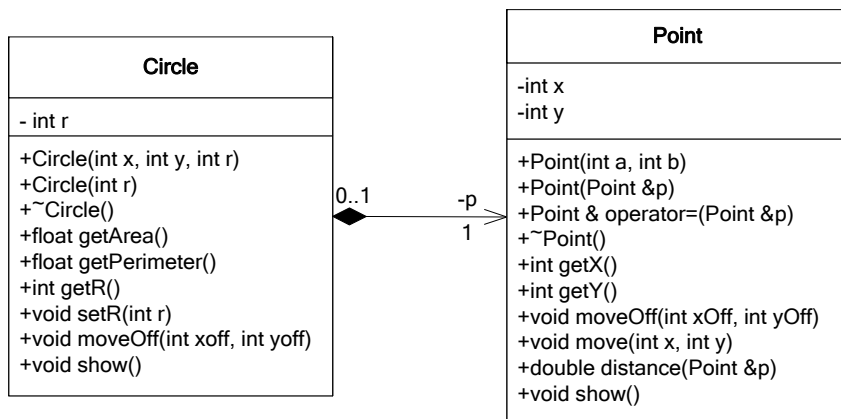 Circle
- int r
+Circle(int x, int y, int r)
+Circle(int r)
+~Circle()
+float getArea()
+float getPerimeter()
+int getR()
+void setR(int r)
+void moveOff(int xoff, int yoff)
+void show()
0..1
-p
1
Point
-int x
-int y
+Point(int a, int b)
+Point(Point &p)
+Point & operator=(Point &p)
+~Point()
+int getX()
+int getY()
+void moveOff(int xOff, int yOff)
+void move(int x, int y)
+double distance(Point &p)
+void show()